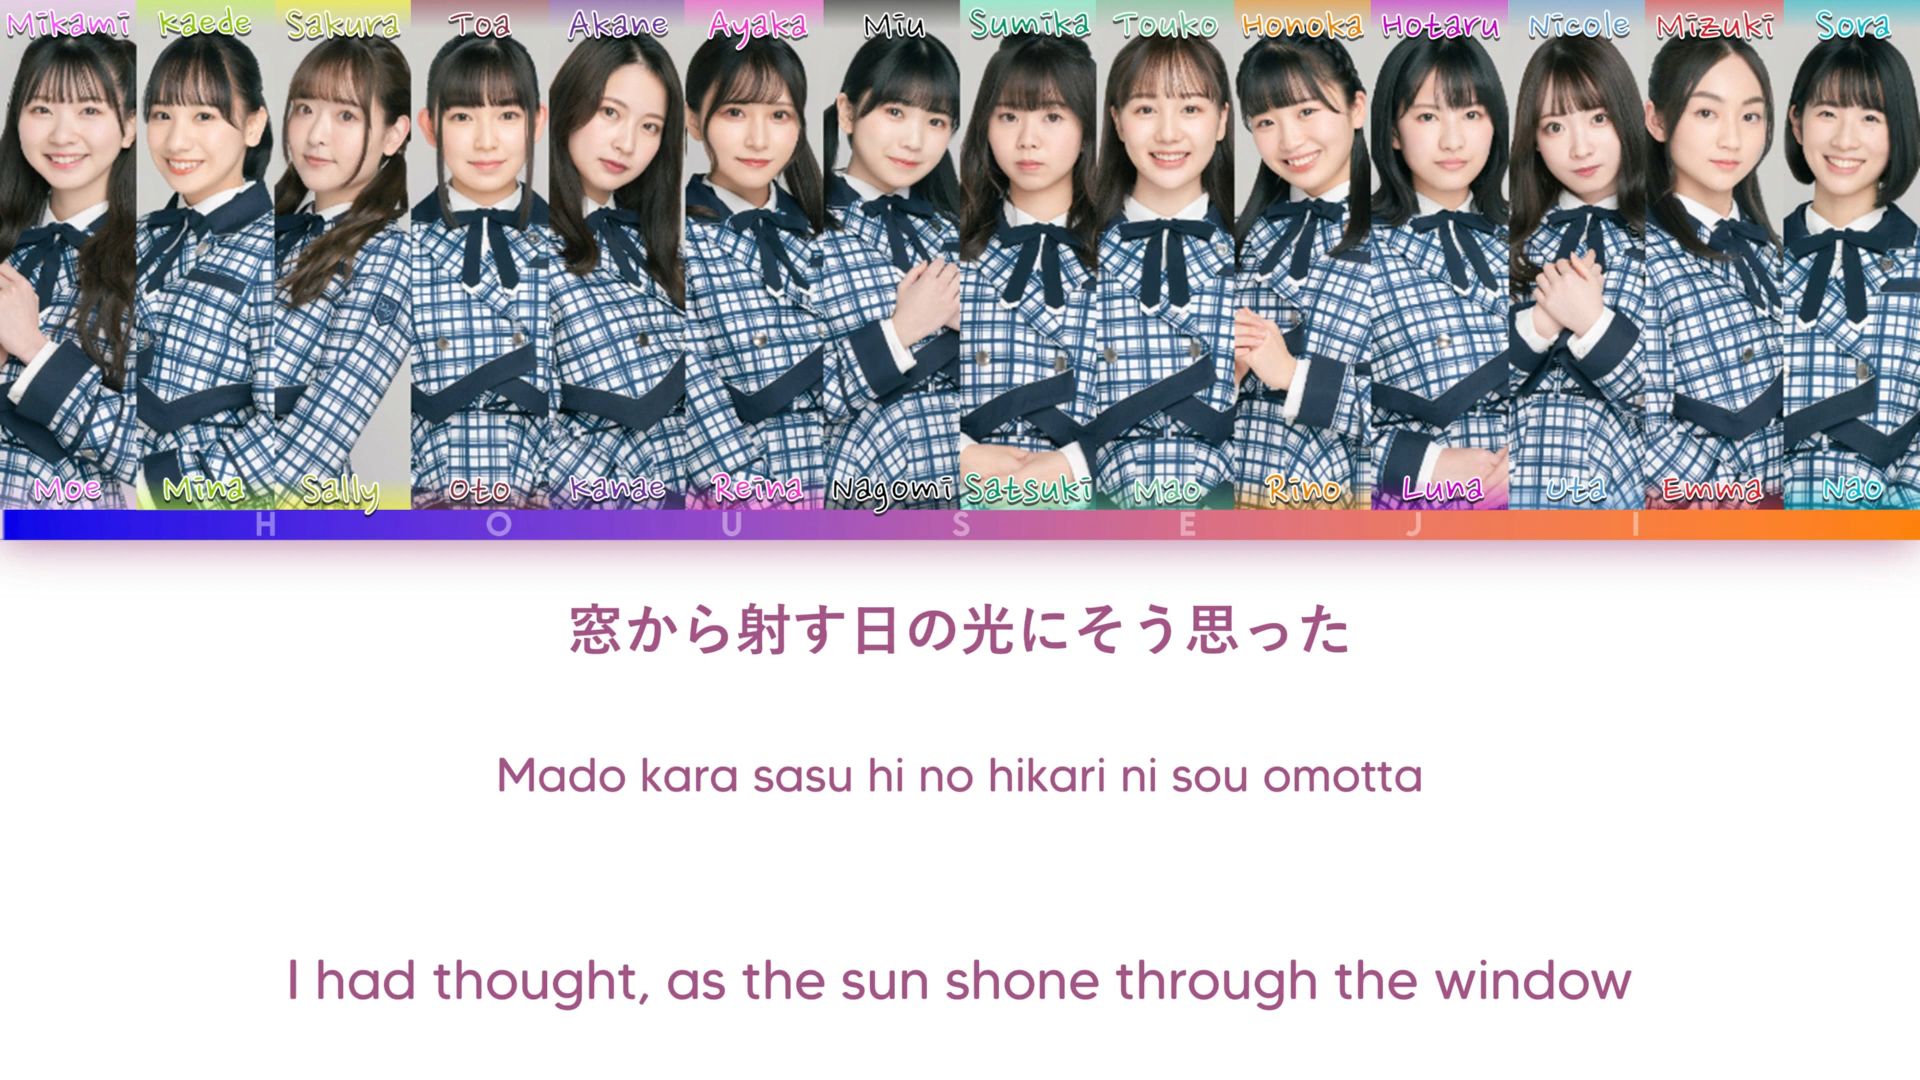 Mikami Kaede Sakura Toa Akane Ayaka Miu Sumika Touko Honoka Hotaru Nicole Mizuki Sora
Moe Mina Sally Oto Kanae Reina Nagomi Satsuki Mao Rino Luna Uta Emma Nao
H O U S E J I
窓から射す日の光にそう思った
Mado kara sasu hi no hikari ni sou omotta
I had thought, as the sun shone through the window